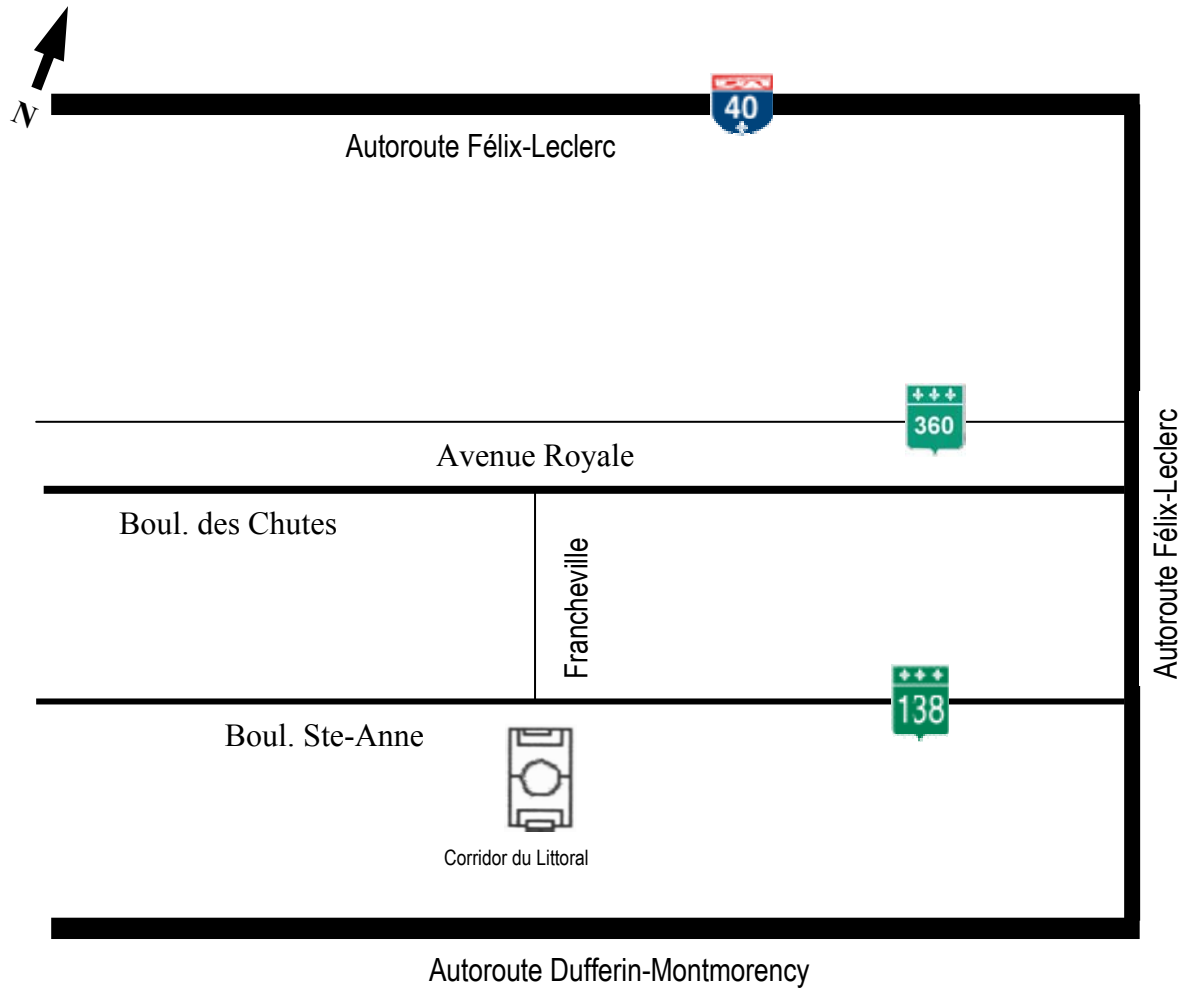 N
40
Autoroute Félix-Leclerc
360
Avenue Royale
Autoroute Félix-Leclerc
Boul. des Chutes
Francheville
138
Boul. Ste-Anne
Corridor du Littoral
Autoroute Dufferin-Montmorency